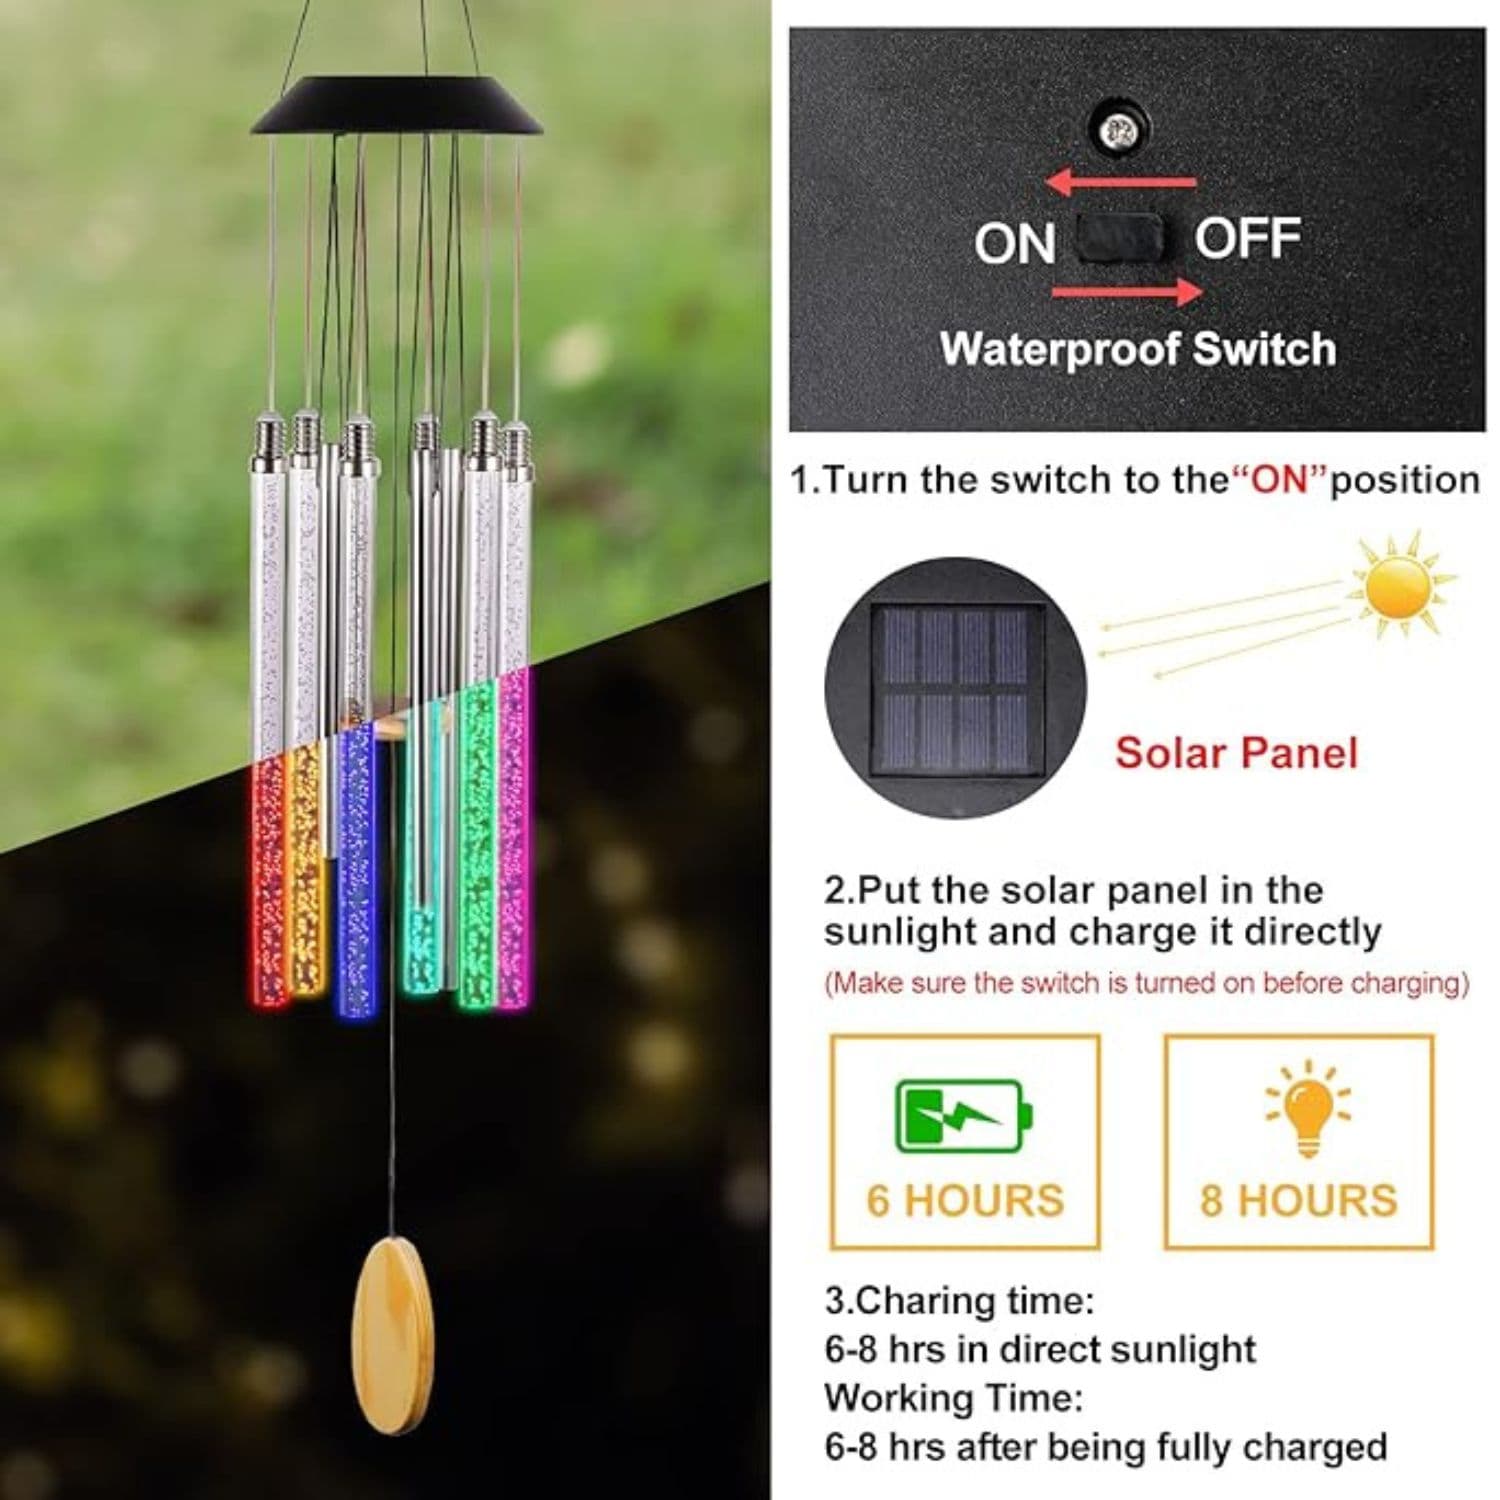 ON OFF
Waterproof Switch
1.Turn the switch to the“ON”position
Solar Panel
2.Put the solar panel in the
sunlight and charge it directly
(Make sure the switch is turned on before charging)
6 HOURS
8 HOURS
3.Charing time:
6-8 hrs in direct sunlight
Working Time:
6-8 hrs after being fully charged